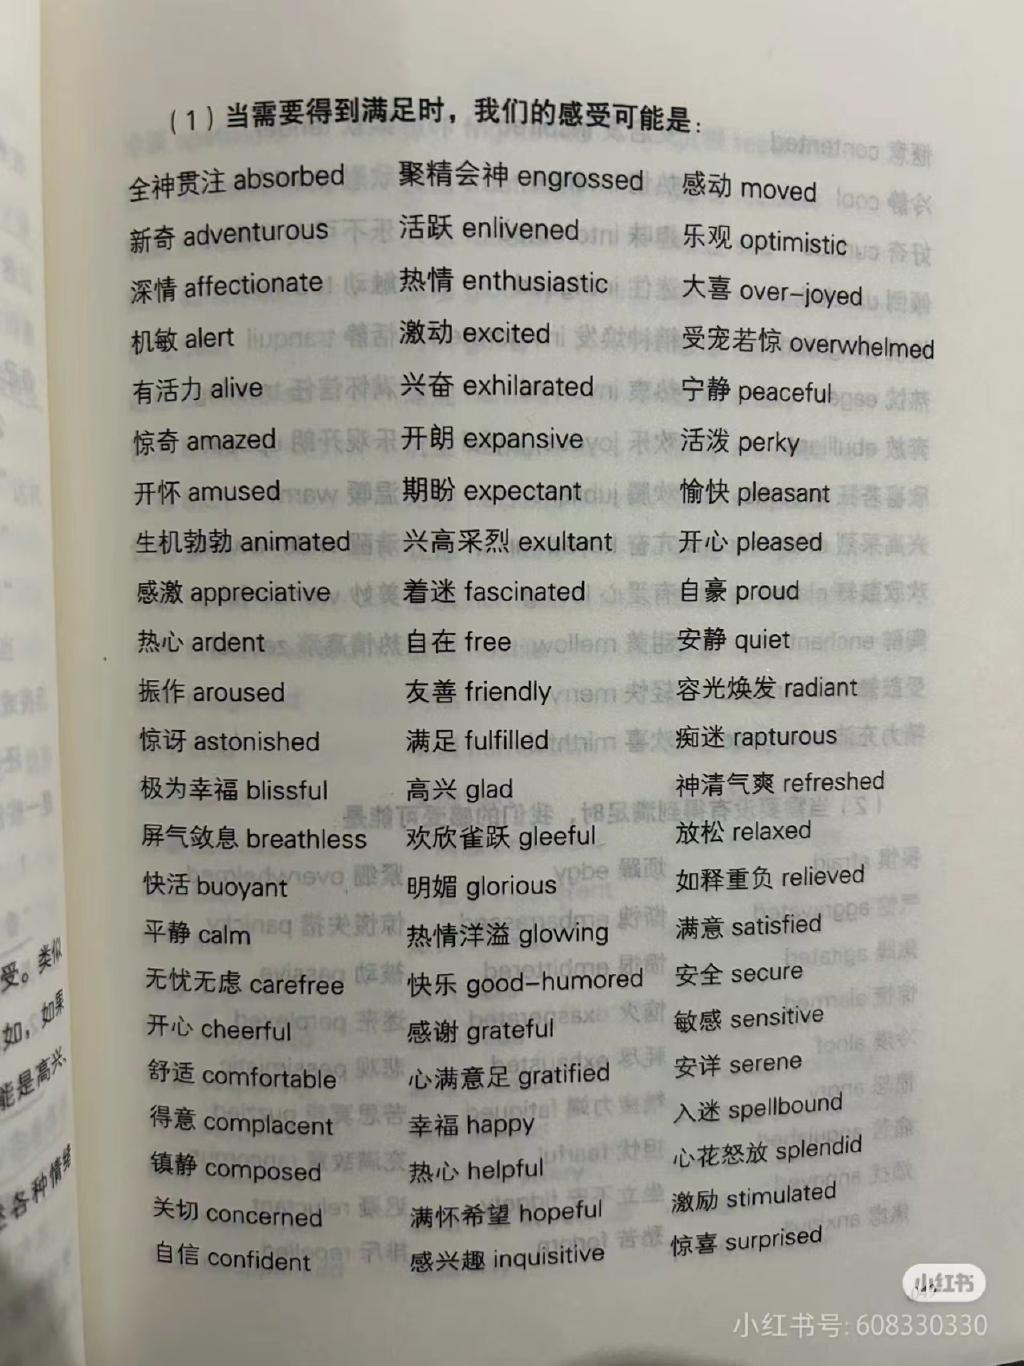 （1）当需要得到满足时，我们的感受可能是：
全神贯注 absorbed 聚精会神 engrossed 感动 moved
新奇 adventurous 活跃 enlivened 乐观 optimistic
深情 affectionate 热情 enthusiastic 大喜 over-joyed
机敏 alert 激动 excited 受宠若惊 overwhelmed
有活力 alive 兴奋 exhilarated 宁静 peaceful
惊奇 amazed 开朗 expansive 活泼 perky
开怀 amused 期盼 expectant 愉快 pleasant
生机勃勃 animated 兴高采烈 exultant 开心 pleased
感激 appreciative 着迷 fascinated 自豪 proud
热心 ardent 自在 free 安静 quiet
振作 aroused 友善 friendly 容光焕发 radiant
惊讶 astonished 满足 fulfilled 痴迷 rapturous
极为幸福 blissful 高兴 glad 神清气爽 refreshed
屏气敛息 breathless 欢欣雀跃 gleeful 放松 relaxed
快活 buoyant 明媚 glorious 如释重负 relieved
平静 calm 热情洋溢 glowing 满意 satisfied
无忧无虑 carefree 快乐 good-humored 安全 secure
开心 cheerful 感谢 grateful 敏感 sensitive
舒适 comfortable 心满意足 gratified 安详 serene
得意 complacent 幸福 happy 入迷 spellbound
镇静 composed 热心 helpful 心花怒放 splendid
关切 concerned 满怀希望 hopeful 激励 stimulated
自信 confident 感兴趣 inquisitive 惊喜 surprised
受。类似
如，如果
能是高兴、
各种情绪
小红书
小红书号: 608330330